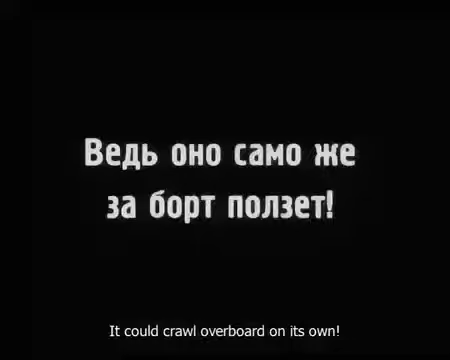 Ведь оно само же
за борт ползет!
It could crawl overboard on its own!